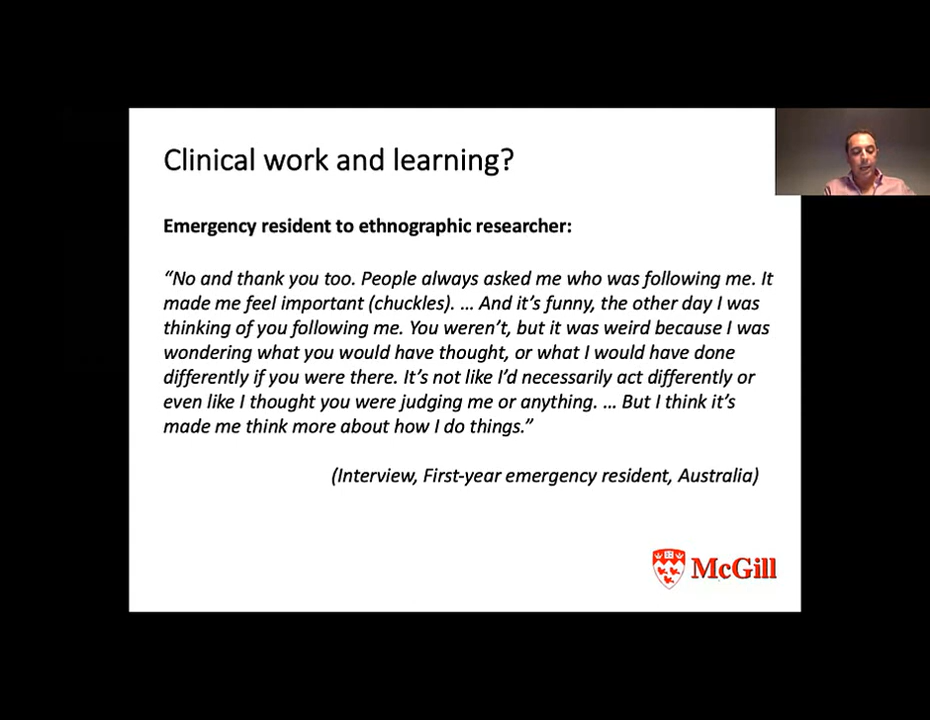 Clinical work and learning?
Emergency resident to ethnographic researcher:
“No and thank you too. People always asked me who was following me. It
made me feel important (chuckles). … And it’s funny, the other day I was
thinking of you following me. You weren’t, but it was weird because I was
wondering what you would have thought, or what I would have done
differently if you were there. It’s not like I’d necessarily act differently or
even like I thought you were judging me or anything. … But I think it’s
made me think more about how I do things.”
(Interview, First-year emergency resident, Australia)
McGill